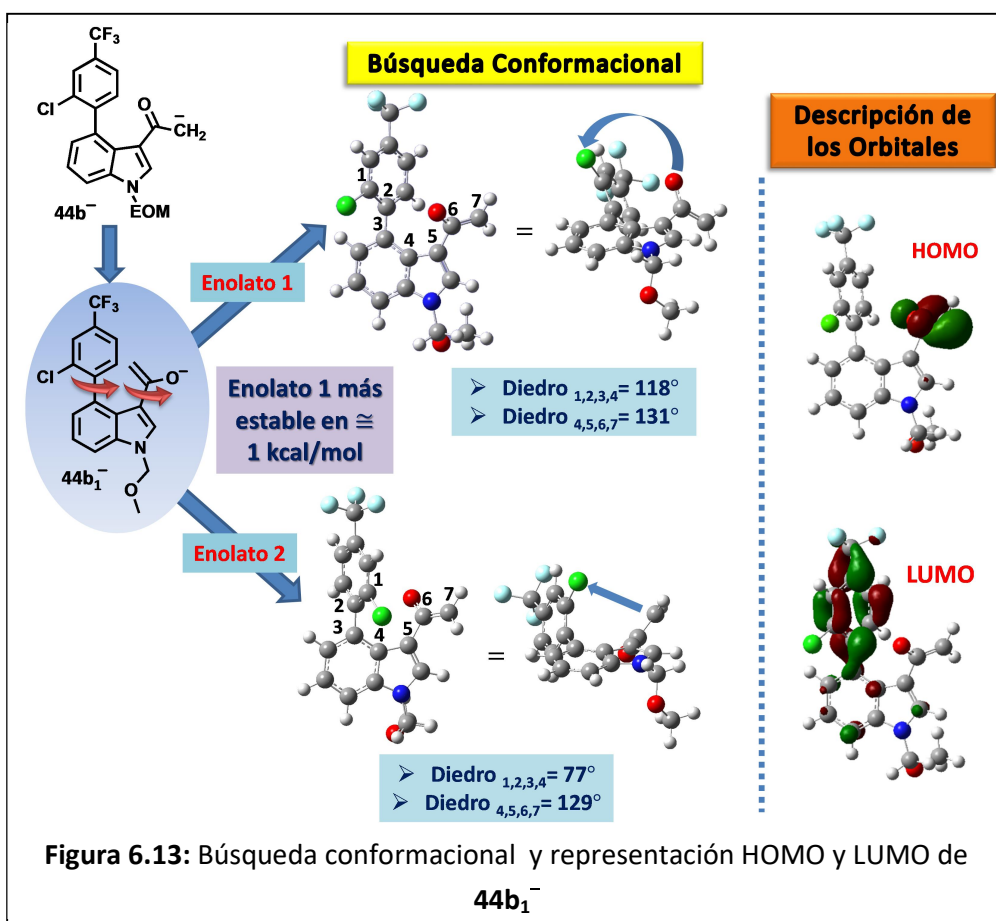 Búsqueda Conformacional
CF3
Cl
O
−
CH2
N
EOM
44b−
CF3
Cl
O−
N
O
44b1−
Enolato 1
1
2
3
4
5
6
7
=
➢ Diedro 1,2,3,4= 118°
➢ Diedro 4,5,6,7= 131°
Enolato 1 más
estable en ≅
1 kcal/mol
Enolato 2
1
2
3
4
5
6
7
=
➢ Diedro 1,2,3,4= 77°
➢ Diedro 4,5,6,7= 129°
Descripción de
los Orbitales
HOMO
LUMO
Figura 6.13: Búsqueda conformacional y representación HOMO y LUMO de
44b1−